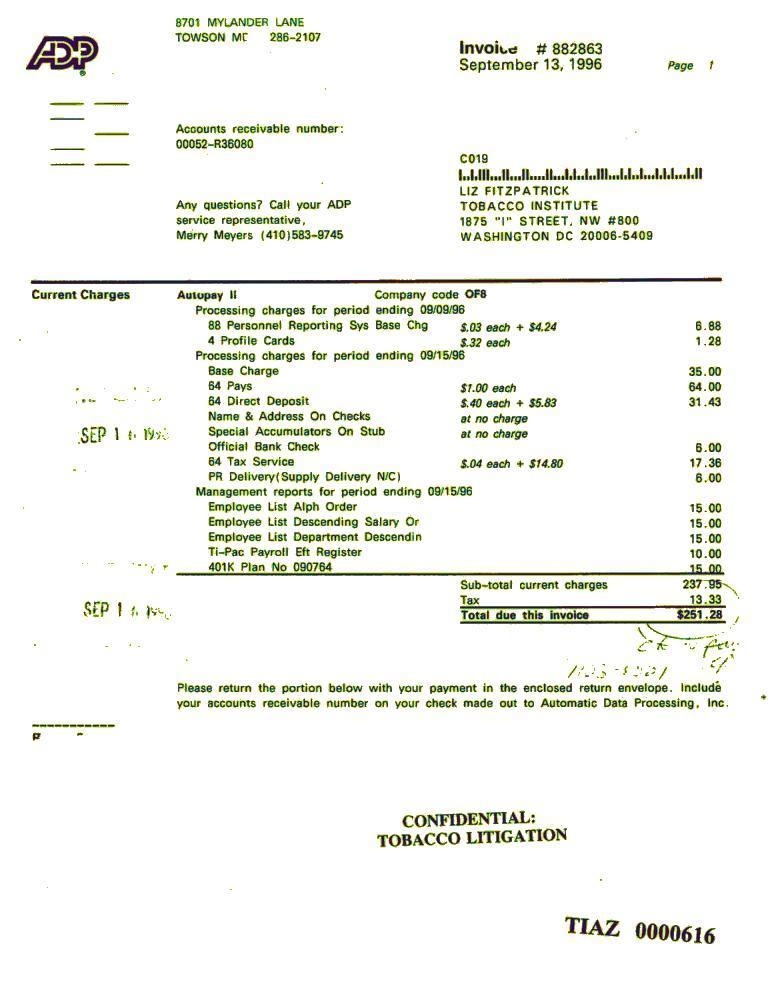 8701 MYLANDER LANE
TOWSON MD 286-2107
ADP
Invoice # 882863
September 13, 1996 Page 1
Accounts receivable number:
00052-R36080
C019
LIZ FITZPATRICK
TOBACCO INSTITUTE
1875 "I" STREET, NW #800
WASHINGTON DC 20006-5409
Any questions? Call your ADP
service representative,
Merry Meyers (410)583-9745
Current Charges Autopay II Company code OF8
Processing charges for period ending 09/09/96
88 Personnel Reporting Sys Base Chg $.03 each + $4.24 6.88
4 Profile Cards $.32 each 1.28
Processing charges for period ending 09/15/96
Base Charge 35.00
64 Pays $1.00 each 64.00
64 Direct Deposit $.40 each + $5.83 31.43
Name & Address On Checks at no charge
Special Accumulators On Stub at no charge
Official Bank Check 6.00
64 Tax Service $.04 each + $14.80 17.36
PR Delivery(Supply Delivery N/C) 6.00
Management reports for period ending 09/15/96
Employee List Alph Order 15.00
Employee List Descending Salary Or 15.00
Employee List Department Descendin 15.00
Ti-Pac Payroll Eft Register 10.00
401K Plan No 090764 15.00
SEP 1
Sub-total current charges 237.95
Tax 13.33
Total due this invoice $251.28
SEP 1
Please return the portion below with your payment in the enclosed return envelope. Include
your accounts receivable number on your check made out to Automatic Data Processing, Inc.
CONFIDENTIAL:
TOBACCO LITIGATION
TIAZ 0000616